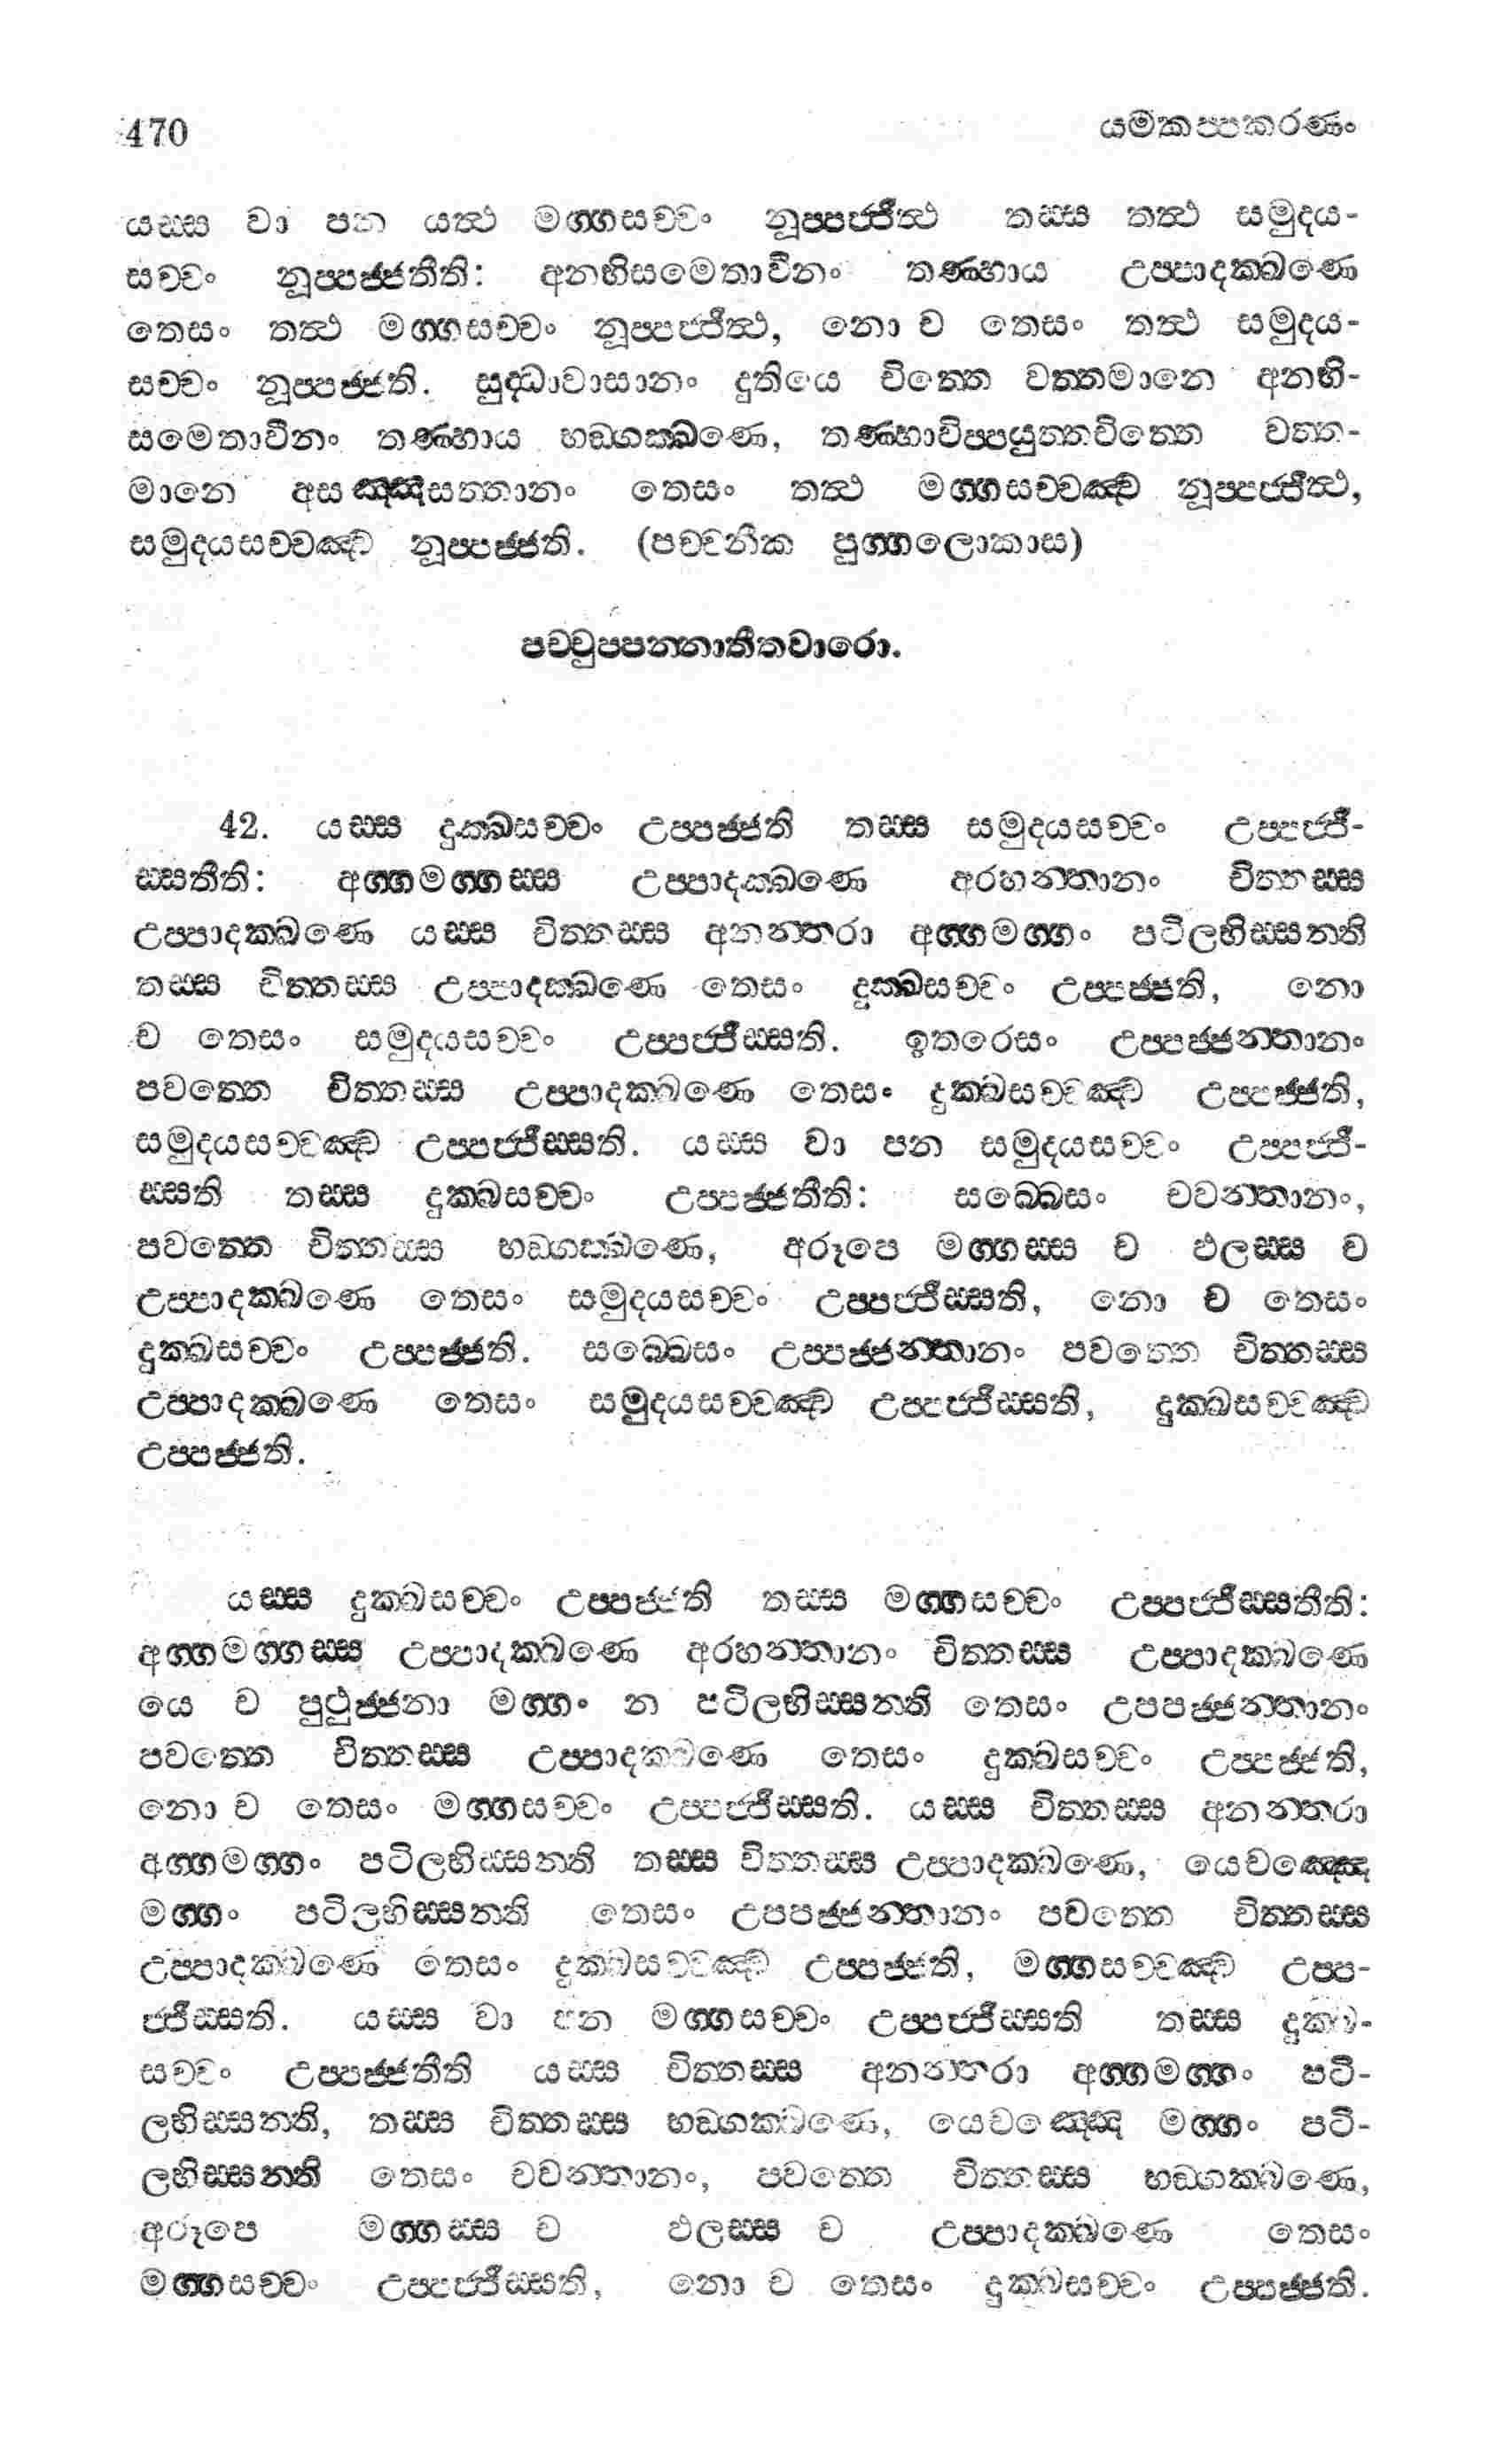 470 යමකප්පකරණං
යස්ස වා පන යත්ථ මග්ගසච්චං නූප්පජ්ජිත්ථ තස්ස තත්ථ සමුදය-
සච්චං නූප්පජ්ජතීති: අනභිසමෙතාවීනං තණ්හාය උප්පාදක්ඛණෙ
තෙසං තත්ථ මග්ගසච්චං නූප්පජ්ජිත්ථ, නො ච තෙසං තත්ථ සමුදය-
සච්චං නූප්පජ්ජති. සුද්ධාවාසානං දුතියෙ චිත්තෙ වත්තමානෙ අනභි-
සමෙතාවීනං තණ්හාය භඞ්ගක්ඛණෙ, තණ්හාවිප්පයුත්තචිත්තෙ වත්ත-
මානෙ අසඤ්ඤසත්තානං තෙසං තත්ථ මග්ගසච්චඤ්ච නූප්පජ්ජිත්ථ,
සමුදයසච්චඤ්ච නූප්පජ්ජති. (පච්චනීක පුග්ගලොකාස)
පච්චුප්පන්නාතීතවාරො.
42. යස්ස දුක්ඛසච්චං උප්පජ්ජති තස්ස සමුදයසච්චං උප්පජ්ජි-
ස්සතීති: අග්ගමග්ගස්ස උප්පාදක්ඛණෙ අරහන්තානං චිත්තස්ස
උප්පාදක්ඛණෙ යස්ස චිත්තස්ස අනන්තරා අග්ගමග්ගං පටිලභිස්සන්ති
තස්ස චිත්තස්ස උප්පාදක්ඛණෙ තෙසං දුක්ඛසච්චං උප්පජ්ජති, නො
ච තෙසං සමුදයසච්චං උප්පජ්ජිස්සති. ඉතරෙසං උප්පජ්ජන්තානං
පවත්තෙ චිත්තස්ස උප්පාදක්ඛණෙ තෙසං දුක්ඛසච්චඤ්ච උප්පජ්ජති,
සමුදයසච්චඤ්ච උප්පජ්ජිස්සති. යස්ස වා පන සමුදයසච්චං උප්පජ්ජි-
ස්සති තස්ස දුක්ඛසච්චං උප්පජ්ජතීති: සබ්බෙසං චවන්තානං,
පවත්තෙ චිත්තස්ස භඞ්ගක්ඛණෙ, අරූපෙ මග්ගස්ස ච ඵලස්ස ච
උප්පාදක්ඛණෙ තෙසං සමුදයසච්චං උප්පජ්ජිස්සති, නො ච තෙසං
දුක්ඛසච්චං උප්පජ්ජති. සබ්බෙසං උප්පජ්ජන්තානං පවත්තෙ චිත්තස්ස
උප්පාදක්ඛණෙ තෙසං සමුදයසච්චඤ්ච උප්පජ්ජිස්සති, දුක්ඛසච්චඤ්ච
උප්පජ්ජති.
යස්ස දුක්ඛසච්චං උප්පජ්ජති තස්ස මග්ගසච්චං උප්පජ්ජිස්සතීති:
අග්ගමග්ගස්ස උප්පාදක්ඛණෙ අරහන්තානං චිත්තස්ස උප්පාදක්ඛණෙ
යෙ ච පුථුජ්ජනා මග්ගං න පටිලභිස්සන්ති තෙසං උපපජ්ජන්තානං
පවත්තෙ චිත්තස්ස උප්පාදක්ඛණෙ තෙසං දුක්ඛසච්චං උප්පජ්ජති,
නො ච තෙසං මග්ගසච්චං උප්පජ්ජිස්සති. යස්ස චිත්තස්ස අනන්තරා
අග්ගමග්ගං පටිලභිස්සන්ති තස්ස චිත්තස්ස උප්පාදක්ඛණෙ, යෙචඤ්ඤෙ
මග්ගං පටිලභිස්සන්ති තෙසං උපපජ්ජන්තානං පවත්තෙ චිත්තස්ස
උප්පාදක්ඛණෙ තෙසං දුක්ඛසච්චඤ්ච උප්පජ්ජති, මග්ගසච්චඤ්ච උප්ප-
ජ්ජිස්සති. යස්ස වා පන මග්ගසච්චං උප්පජ්ජිස්සති තස්ස දුක්ඛ-
සච්චං උප්පජ්ජතීති යස්ස චිත්තස්ස අනන්තරා අග්ගමග්ගං පටි-
ලභිස්සන්ති, තස්ස චිත්තස්ස භඞ්ගක්ඛණෙ, යෙචඤ්ඤෙ මග්ගං පටි-
ලභිස්සන්ති තෙසං චවන්තානං, පවත්තෙ චිත්තස්ස භඞ්ගක්ඛණෙ,
අරූපෙ මග්ගස්ස ච ඵලස්ස ච උප්පාදක්ඛණෙ තෙසං
මග්ගසච්චං උප්පජ්ජිස්සති, නො ච තෙසං දුක්ඛසච්චං උප්පජ්ජති.